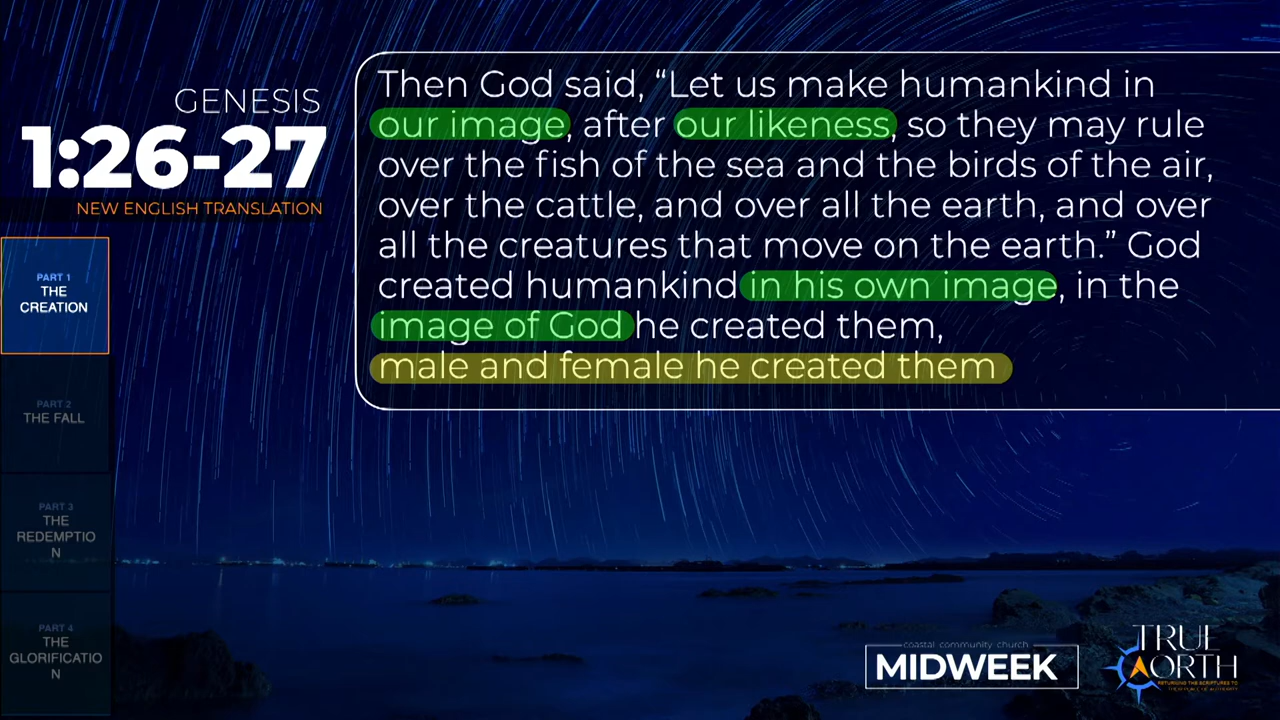 GENESIS
1:26-27
NEW ENGLISH TRANSLATION
PART 1
THE
CREATION
PART 2
THE FALL
PART 3
THE
REDEMPTIO
N
PART 4
THE
GLORIFICATIO
N
Then God said, “Let us make humankind in
our image, after our likeness, so they may rule
over the fish of the sea and the birds of the air,
over the cattle, and over all the earth, and over
all the creatures that move on the earth.” God
created humankind in his own image, in the
image of God he created them,
male and female he created them
coastal community church
MIDWEEK
TRUE
NORTH
RETURNING THE SCRIPTURES TO